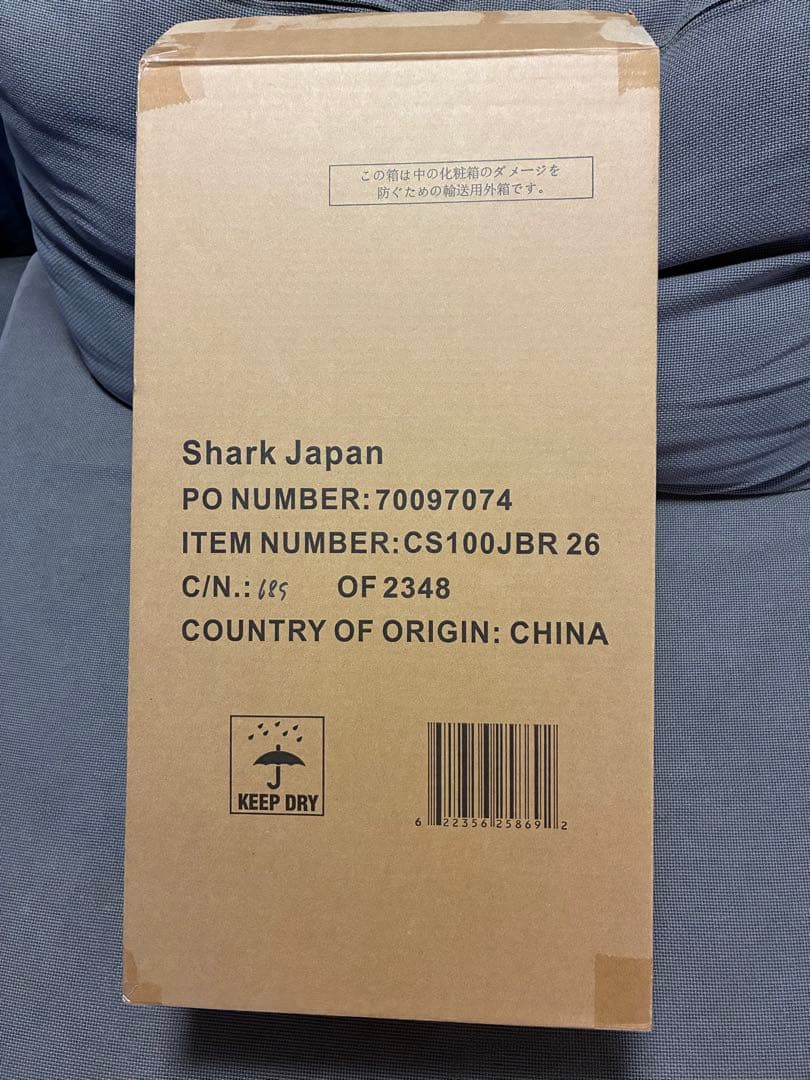 この箱は中の化粧箱のダメージを
防ぐための輸送用外箱です。
Shark Japan
PO NUMBER: 70097074
ITEM NUMBER:CS100JBR 26
C/N.: 685 OF 2348
COUNTRY OF ORIGIN: CHINA
KEEP DRY
6 22356 25869 2